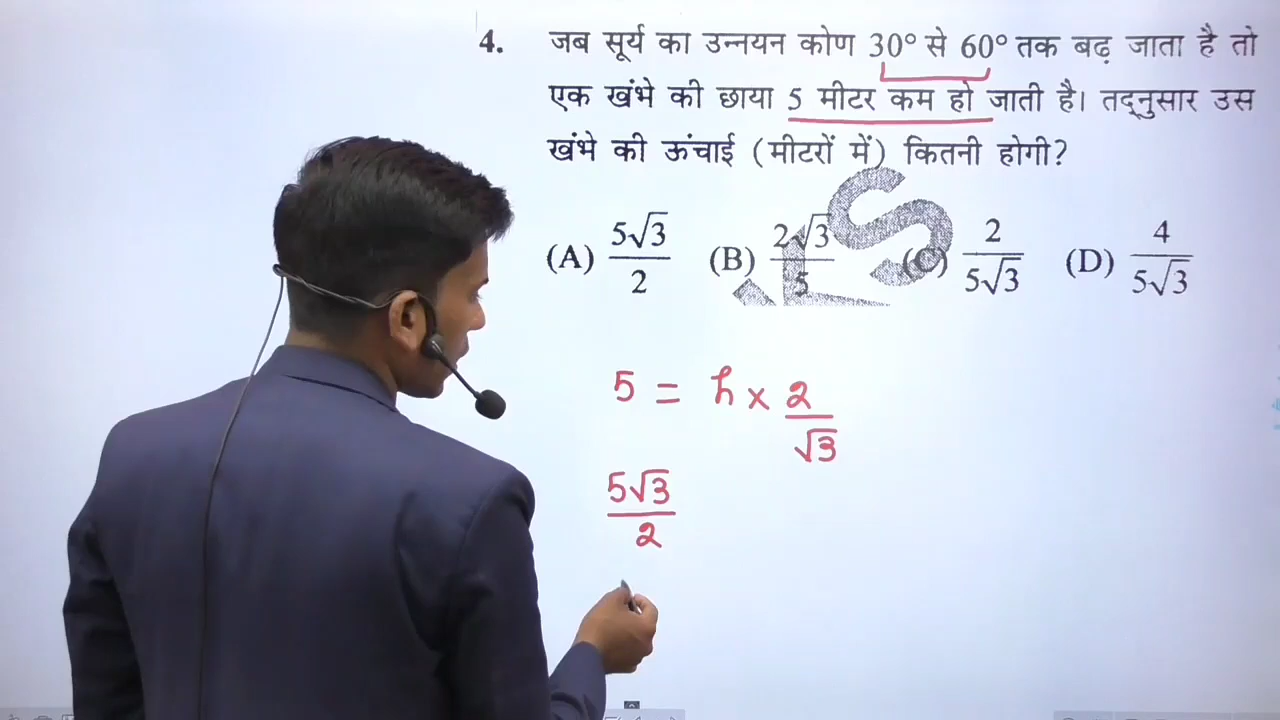 4. जब सूर्य का उन्नयन कोण 30° से 60° तक बढ़ जाता है तो
एक खंभे की छाया 5 मीटर कम हो जाती है। तद्नुसार उस
खंभे की ऊंचाई (मीटरों में) कितनी होगी?
(A) 5√3/2 (B) 2√3/5 (C) 2/5√3 (D) 4/5√3
5 = h × 2/√3
5√3/2